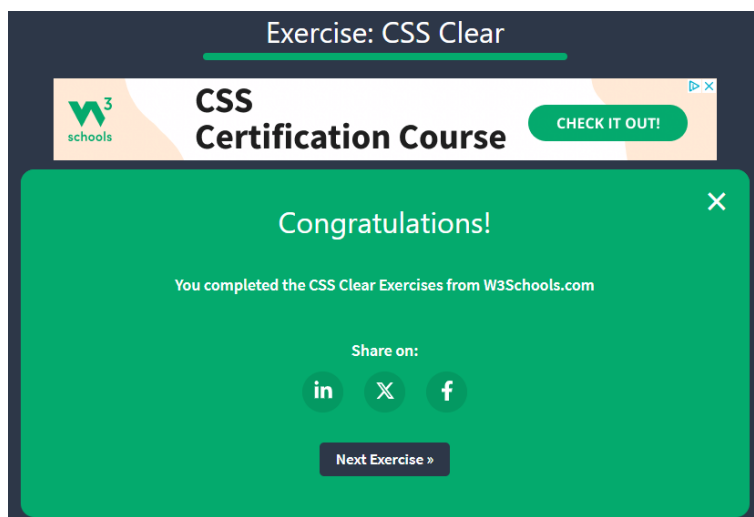 Exercise: CSS Clear
W3
schools
CSS
Certification Course
CHECK IT OUT!
Congratulations!
You completed the CSS Clear Exercises from W3Schools.com
Share on:
in
X
f
Next Exercise »